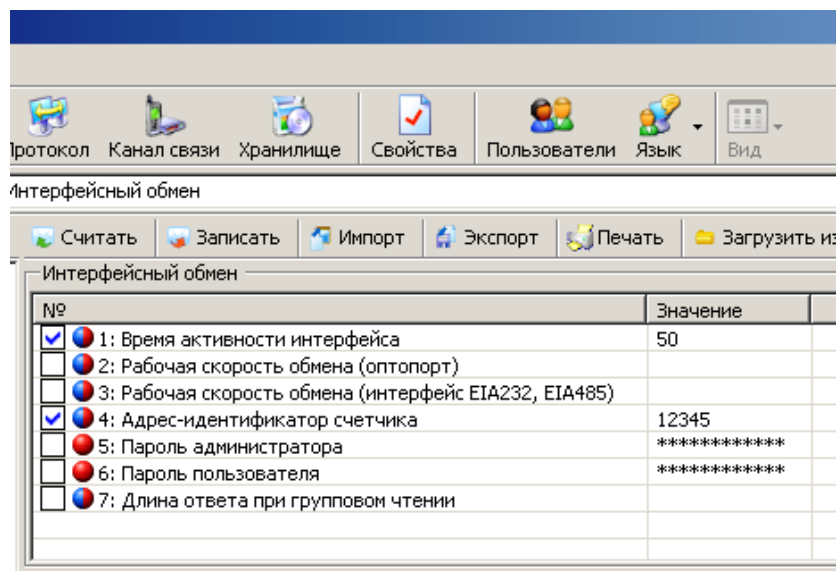 Протокол Канал связи Хранилище Свойства Пользователи Язык Вид
Интерфейсный обмен
Считать Записать Импорт Экспорт Печать Загрузить из
Интерфейсный обмен
№ Значение
1: Время активности интерфейса 50
2: Рабочая скорость обмена (оптопорт)
3: Рабочая скорость обмена (интерфейс EIA232, EIA485)
4: Адрес-идентификатор счетчика 12345
5: Пароль администратора ************
6: Пароль пользователя ************
7: Длина ответа при групповом чтении